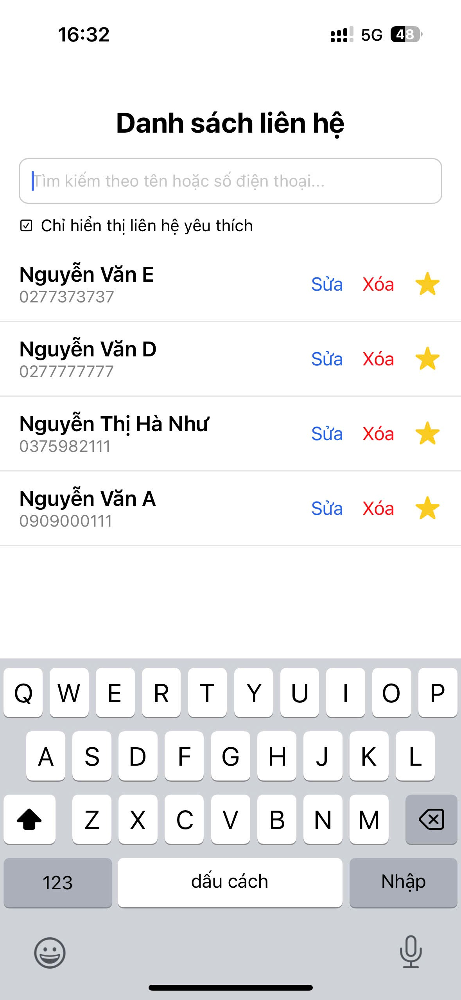 16:32
5G 48
Danh sách liên hệ
Tìm kiếm theo tên hoặc số điện thoại...
Chỉ hiển thị liên hệ yêu thích
Nguyễn Văn E
0277373737
Sửa Xóa
Nguyễn Văn D
0277777777
Sửa Xóa
Nguyễn Thị Hà Như
0375982111
Sửa Xóa
Nguyễn Văn A
0909000111
Sửa Xóa
Q W E R T Y U I O P
A S D F G H J K L
Z X C V B N M
123 dấu cách Nhập